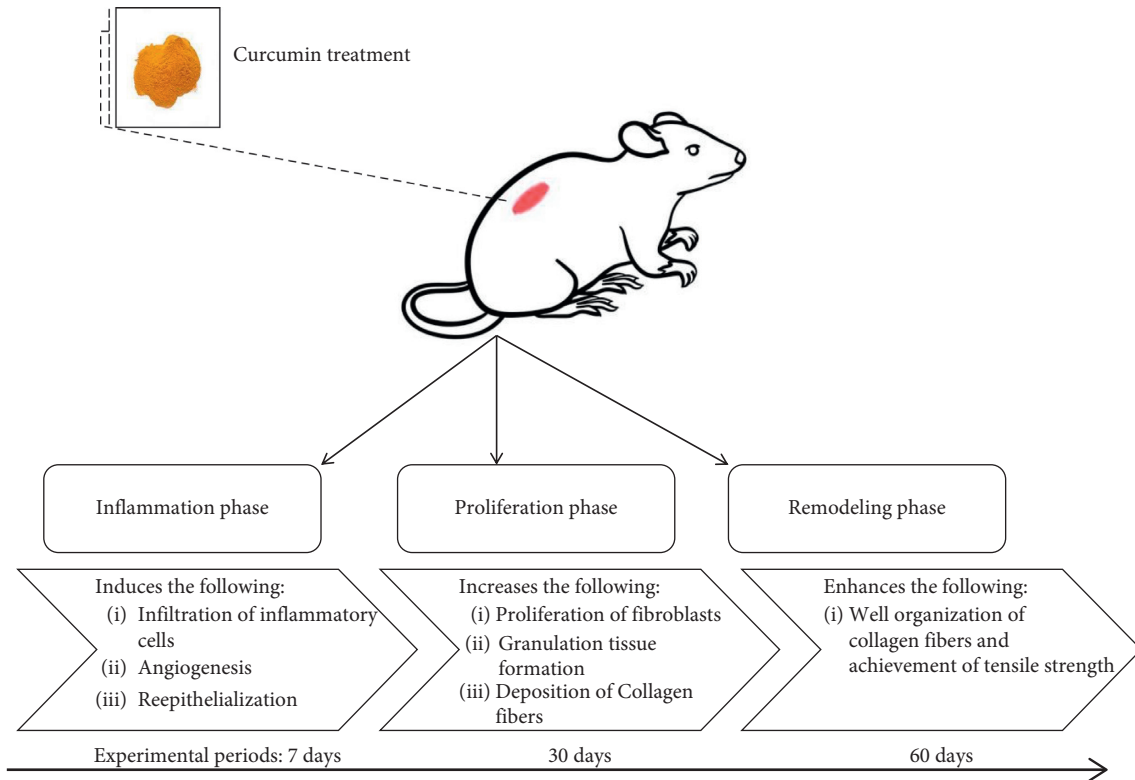 Curcumin treatment
Inflammation phase
Proliferation phase
Remodeling phase
Induces the following:
(i) Infiltration of inflammatory
cells
(ii) Angiogenesis
(iii) Reepithelialization
Increases the following:
(i) Proliferation of fibroblasts
(ii) Granulation tissue
formation
(iii) Deposition of Collagen
fibers
Enhances the following:
(i) Well organization of
collagen fibers and
achievement of tensile strength
Experimental periods: 7 days
30 days
60 days